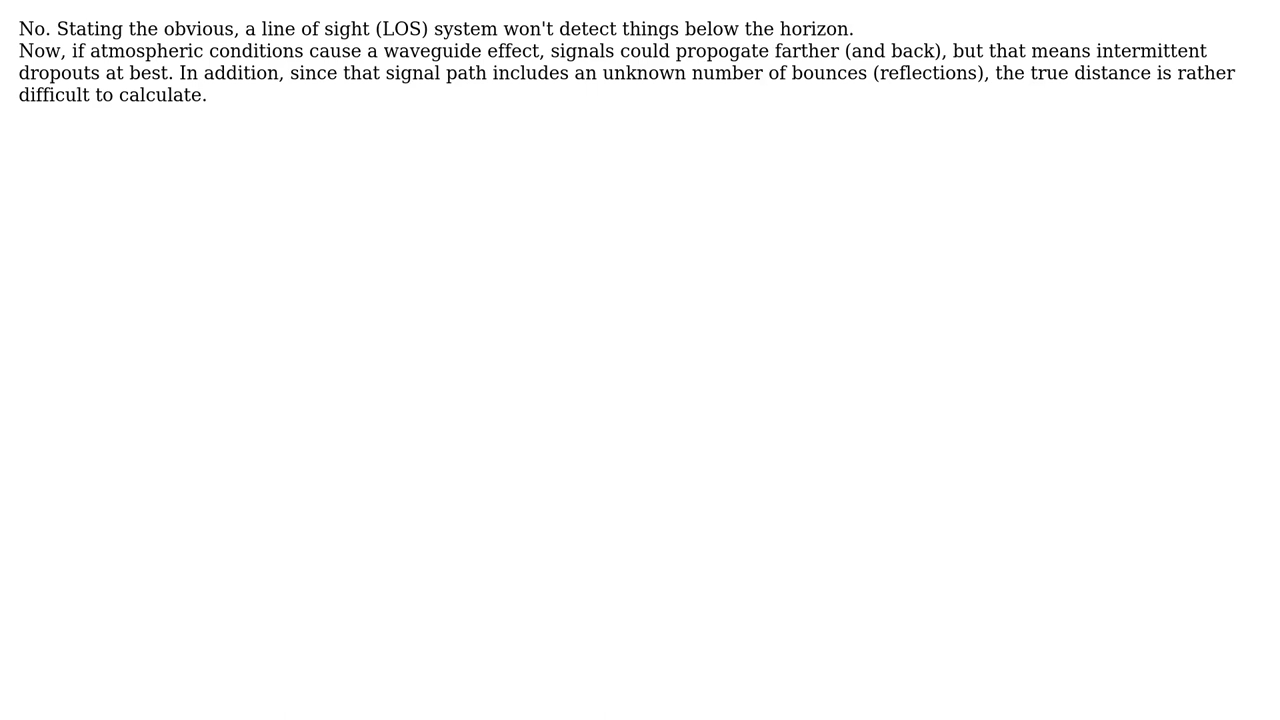 No. Stating the obvious, a line of sight (LOS) system won't detect things below the horizon.
Now, if atmospheric conditions cause a waveguide effect, signals could propogate farther (and back), but that means intermittent
dropouts at best. In addition, since that signal path includes an unknown number of bounces (reflections), the true distance is rather
difficult to calculate.